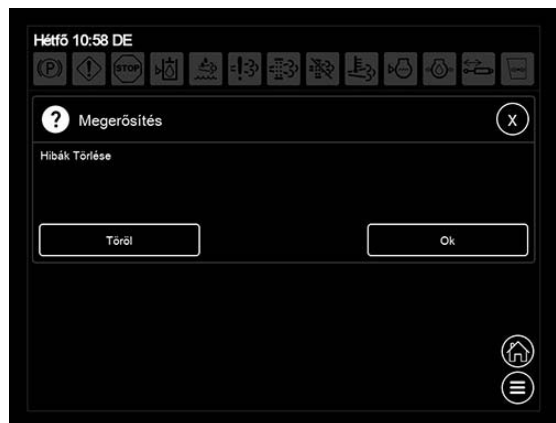 Hétfő 10:58 DE
(P) STOP
? Megerősítés X
Hibák Törlése
Töröl Ok